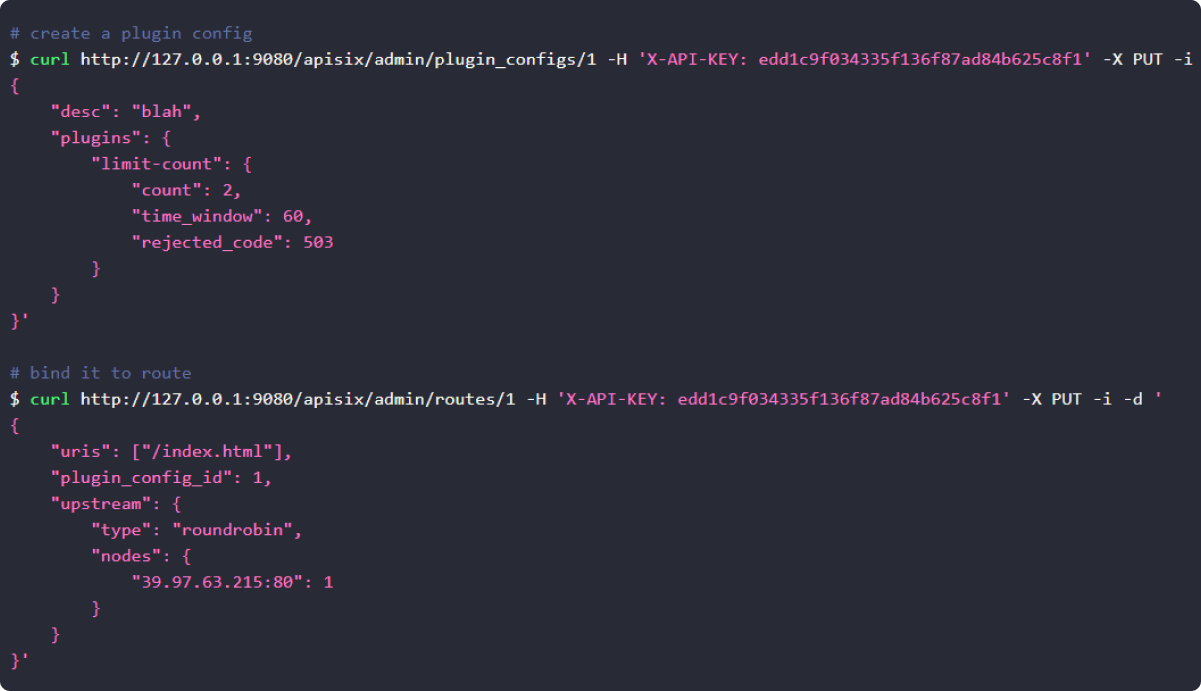 # create a plugin config
$ curl http://127.0.0.1:9080/apisix/admin/plugin_configs/1 -H 'X-API-KEY: edd1c9f034335f136f87ad84b625c8f1' -X PUT -i
{
    "desc": "blah",
    "plugins": {
        "limit-count": {
            "count": 2,
            "time_window": 60,
            "rejected_code": 503
        }
    }
}'

# bind it to route
$ curl http://127.0.0.1:9080/apisix/admin/routes/1 -H 'X-API-KEY: edd1c9f034335f136f87ad84b625c8f1' -X PUT -i -d '
{
    "uris": ["/index.html"],
    "plugin_config_id": 1,
    "upstream": {
        "type": "roundrobin",
        "nodes": {
            "39.97.63.215:80": 1
        }
    }
}'